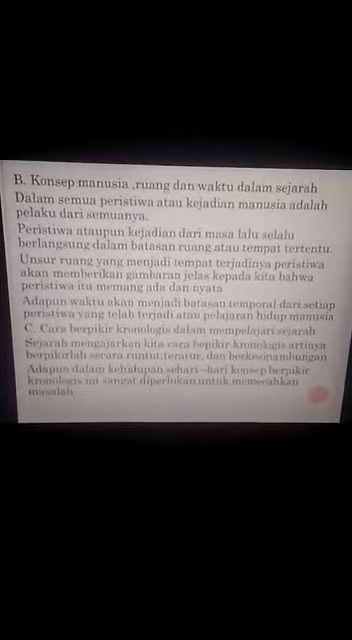 B. Konsep manusia ,ruang dan waktu dalam sejarah
Dalam semua peristiwa atau kejadian manusia adalah
pelaku dari semuanya.
Peristiwa ataupun kejadian dari masa lalu selalu
berlangsung dalam batasan ruang atau tempat tertentu.
Unsur ruang yang menjadi tempat terjadinya peristiwa
akan memberikan gambaran jelas kepada kita bahwa
peristiwa itu memang ada dan nyata
Adapun waktu akan menjadi batasan temporal dari setiap
peristiwa yang telah terjadi atau pelajaran hidup manusia
C. Cara berpikir kronologis dalam mempelajari sejarah
Sejarah mengajarkan kita cara bepikir kronologis artinya
berpikirlah secara runtut,teratur, dan berkesinambungan
Adapun dalam kehidupan sehari –hari konsep berpikir
kronologis ini sangat diperlukan untuk memecahkan
masalah